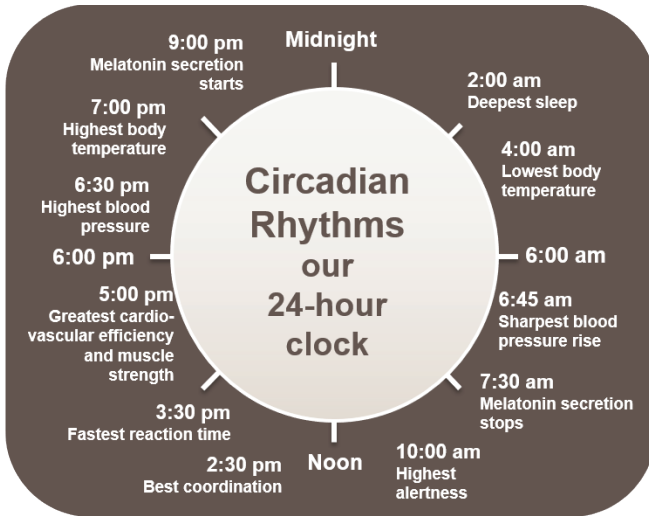 Circadian
Rhythms
our
24-hour
clock
Midnight
2:00 am
Deepest sleep
4:00 am
Lowest body
temperature
6:00 am
6:45 am
Sharpest blood
pressure rise
7:30 am
Melatonin secretion
stops
10:00 am
Highest
alertness
Noon
2:30 pm
Best coordination
3:30 pm
Fastest reaction time
5:00 pm
Greatest cardio-
vascular efficiency
and muscle
strength
6:00 pm
6:30 pm
Highest blood
pressure
7:00 pm
Highest body
temperature
9:00 pm
Melatonin secretion
starts